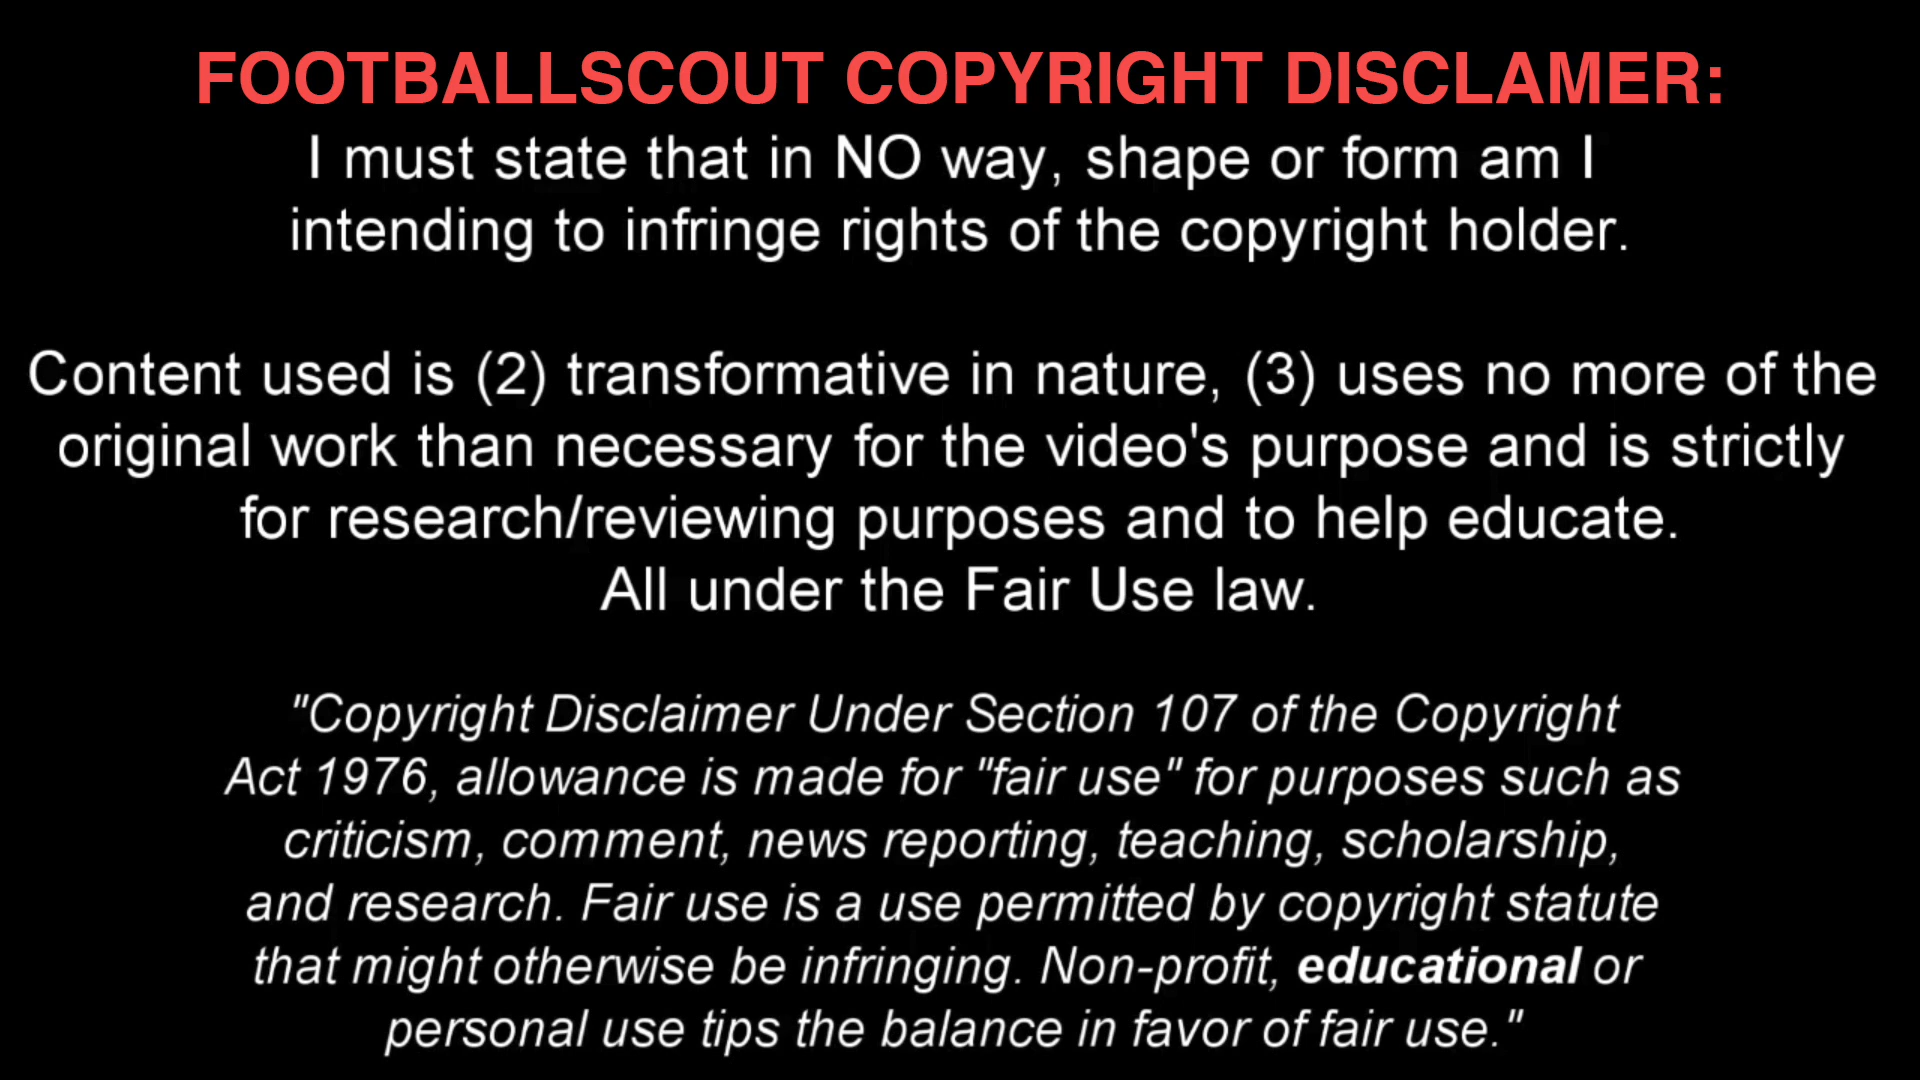 FOOTBALLSCOUT COPYRIGHT DISCLAMER:
I must state that in NO way, shape or form am I
intending to infringe rights of the copyright holder.
Content used is (2) transformative in nature, (3) uses no more of the
original work than necessary for the video's purpose and is strictly
for research/reviewing purposes and to help educate.
All under the Fair Use law.
"Copyright Disclaimer Under Section 107 of the Copyright
Act 1976, allowance is made for "fair use" for purposes such as
criticism, comment, news reporting, teaching, scholarship,
and research. Fair use is a use permitted by copyright statute
that might otherwise be infringing. Non-profit, educational or
personal use tips the balance in favor of fair use."